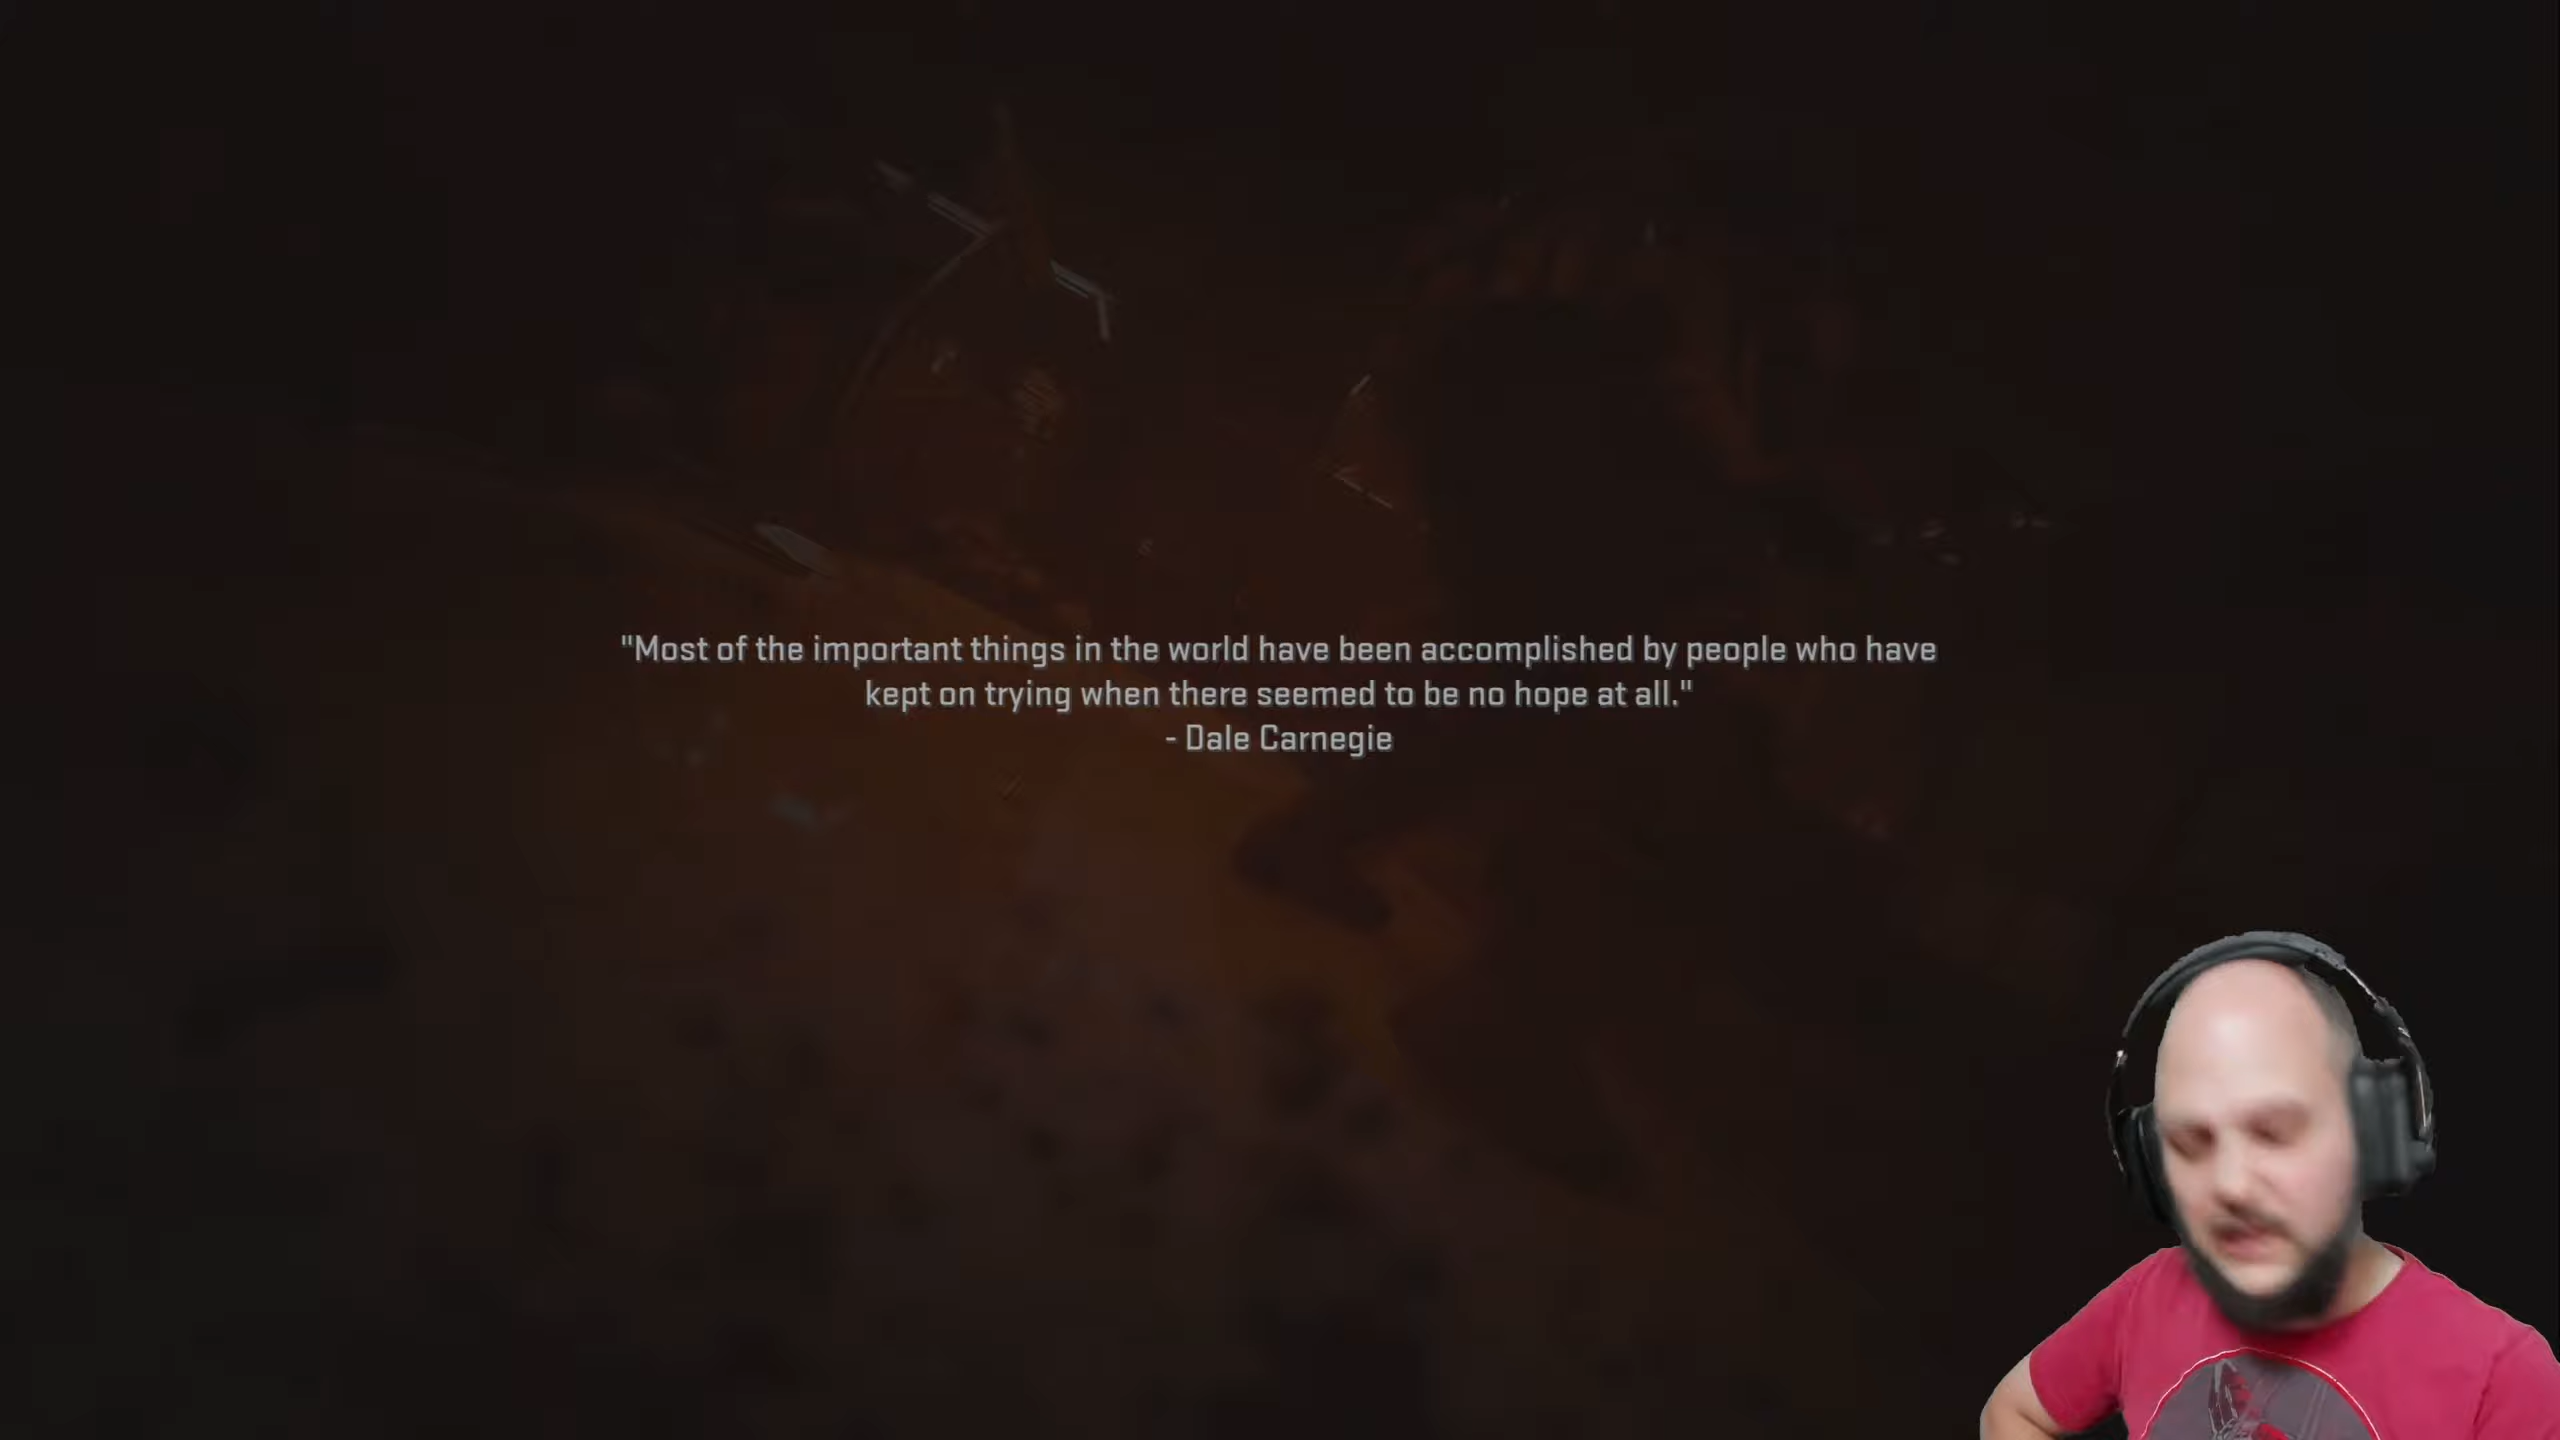 "Most of the important things in the world have been accomplished by people who have
kept on trying when there seemed to be no hope at all."
- Dale Carnegie